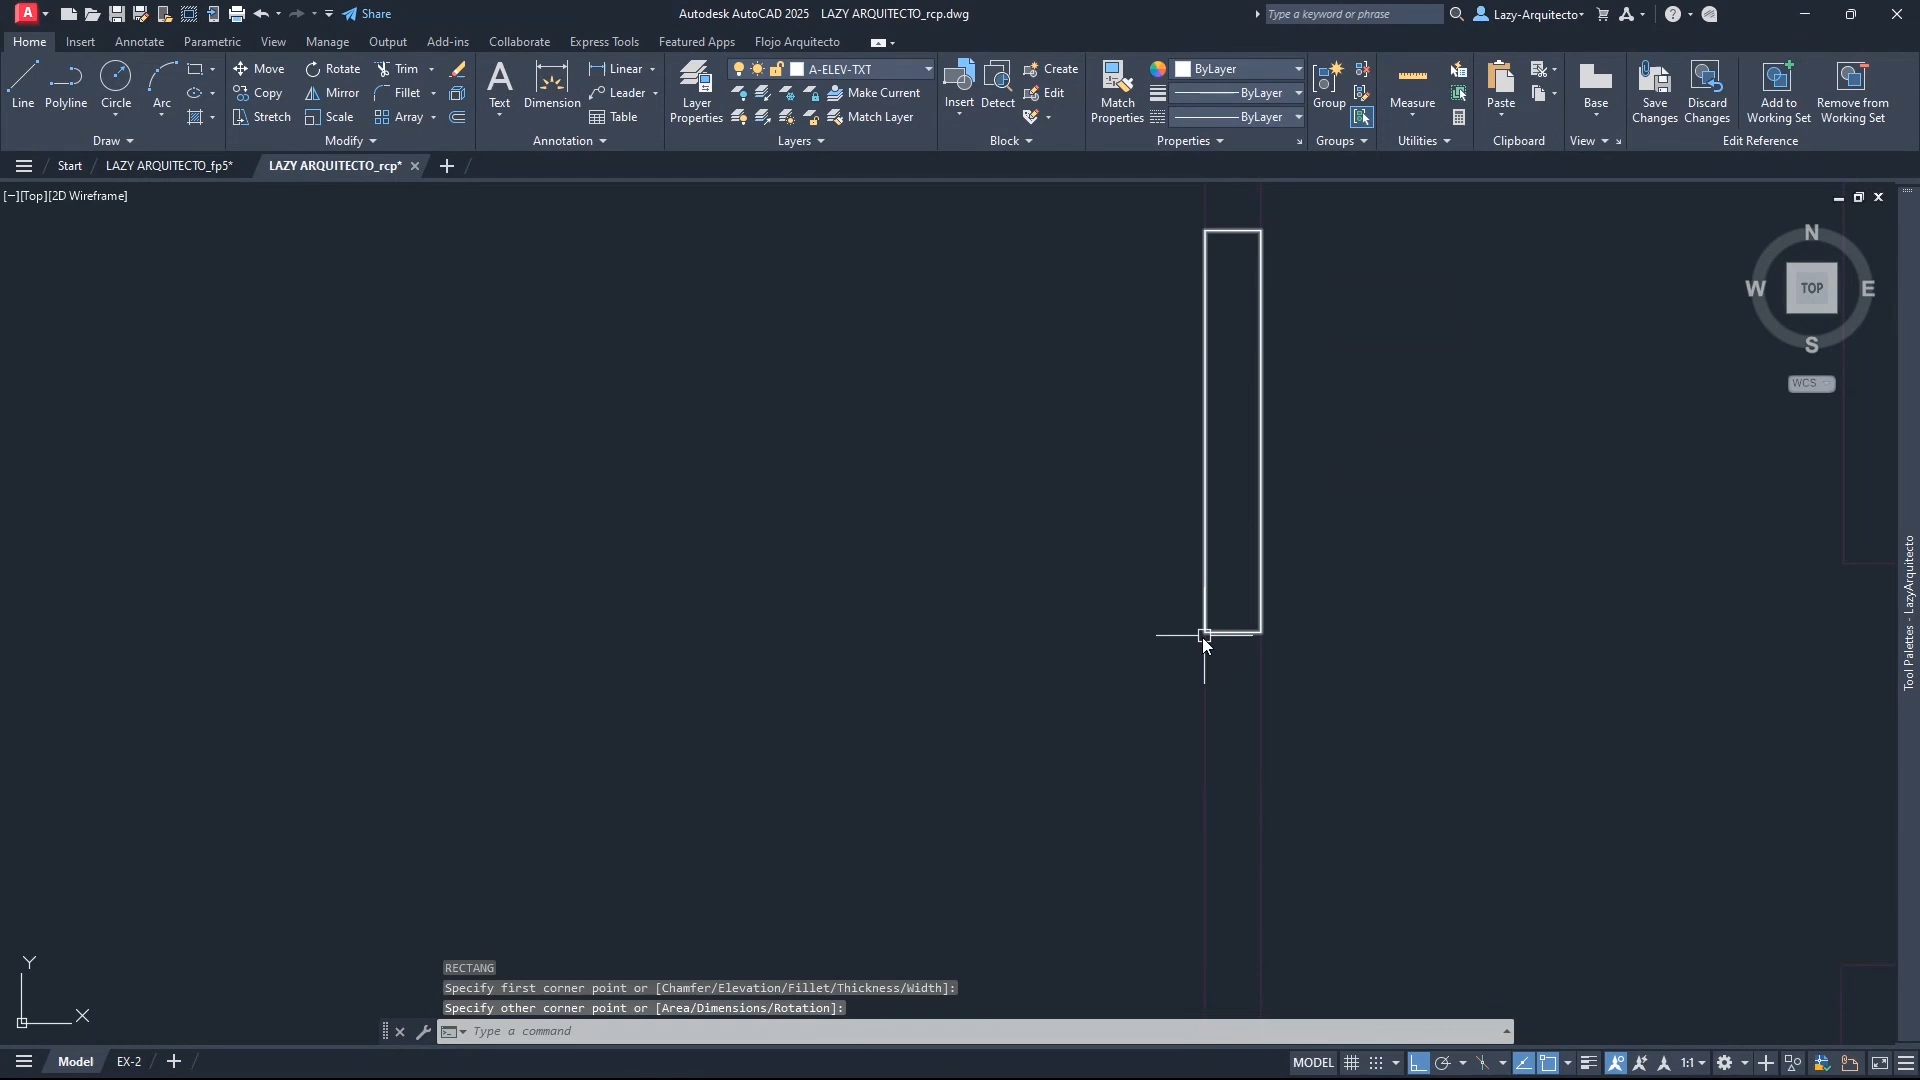 A Share Autodesk AutoCAD 2025 LAZY ARQUITECTO_rcp.dwg Type a keyword or phrase Lazy-Arquitecto
Home Insert Annotate Parametric View Manage Output Add-ins Collaborate Express Tools Featured Apps Flojo Arquitecto
Line Polyline Circle Arc
Draw
Move Rotate Trim
Copy Mirror Fillet
Stretch Scale Array
Modify
Text Dimension
Linear
Leader
Table
Annotation
Layer
Properties
A-ELEV-TXT
Make Current
Match Layer
Layers
Insert Detect
Create
Edit
Block
Match
Properties
ByLayer
ByLayer
ByLayer
Properties
Group
Groups
Measure
Utilities
Paste
Clipboard
Base
View
Save
Changes
Discard
Changes
Add to
Working Set
Remove from
Working Set
Edit Reference
Start LAZY ARQUITECTO_fp5* LAZY ARQUITECTO_rcp*
[−][Top][2D Wireframe]
N
W TOP E
S
WCS
Tool Palettes - LazyArquitecto
Y
X
RECTANG
Specify first corner point or [Chamfer/Elevation/Fillet/Thickness/Width]:
Specify other corner point or [Area/Dimensions/Rotation]:
Type a command
Model EX-2 MODEL 1:1